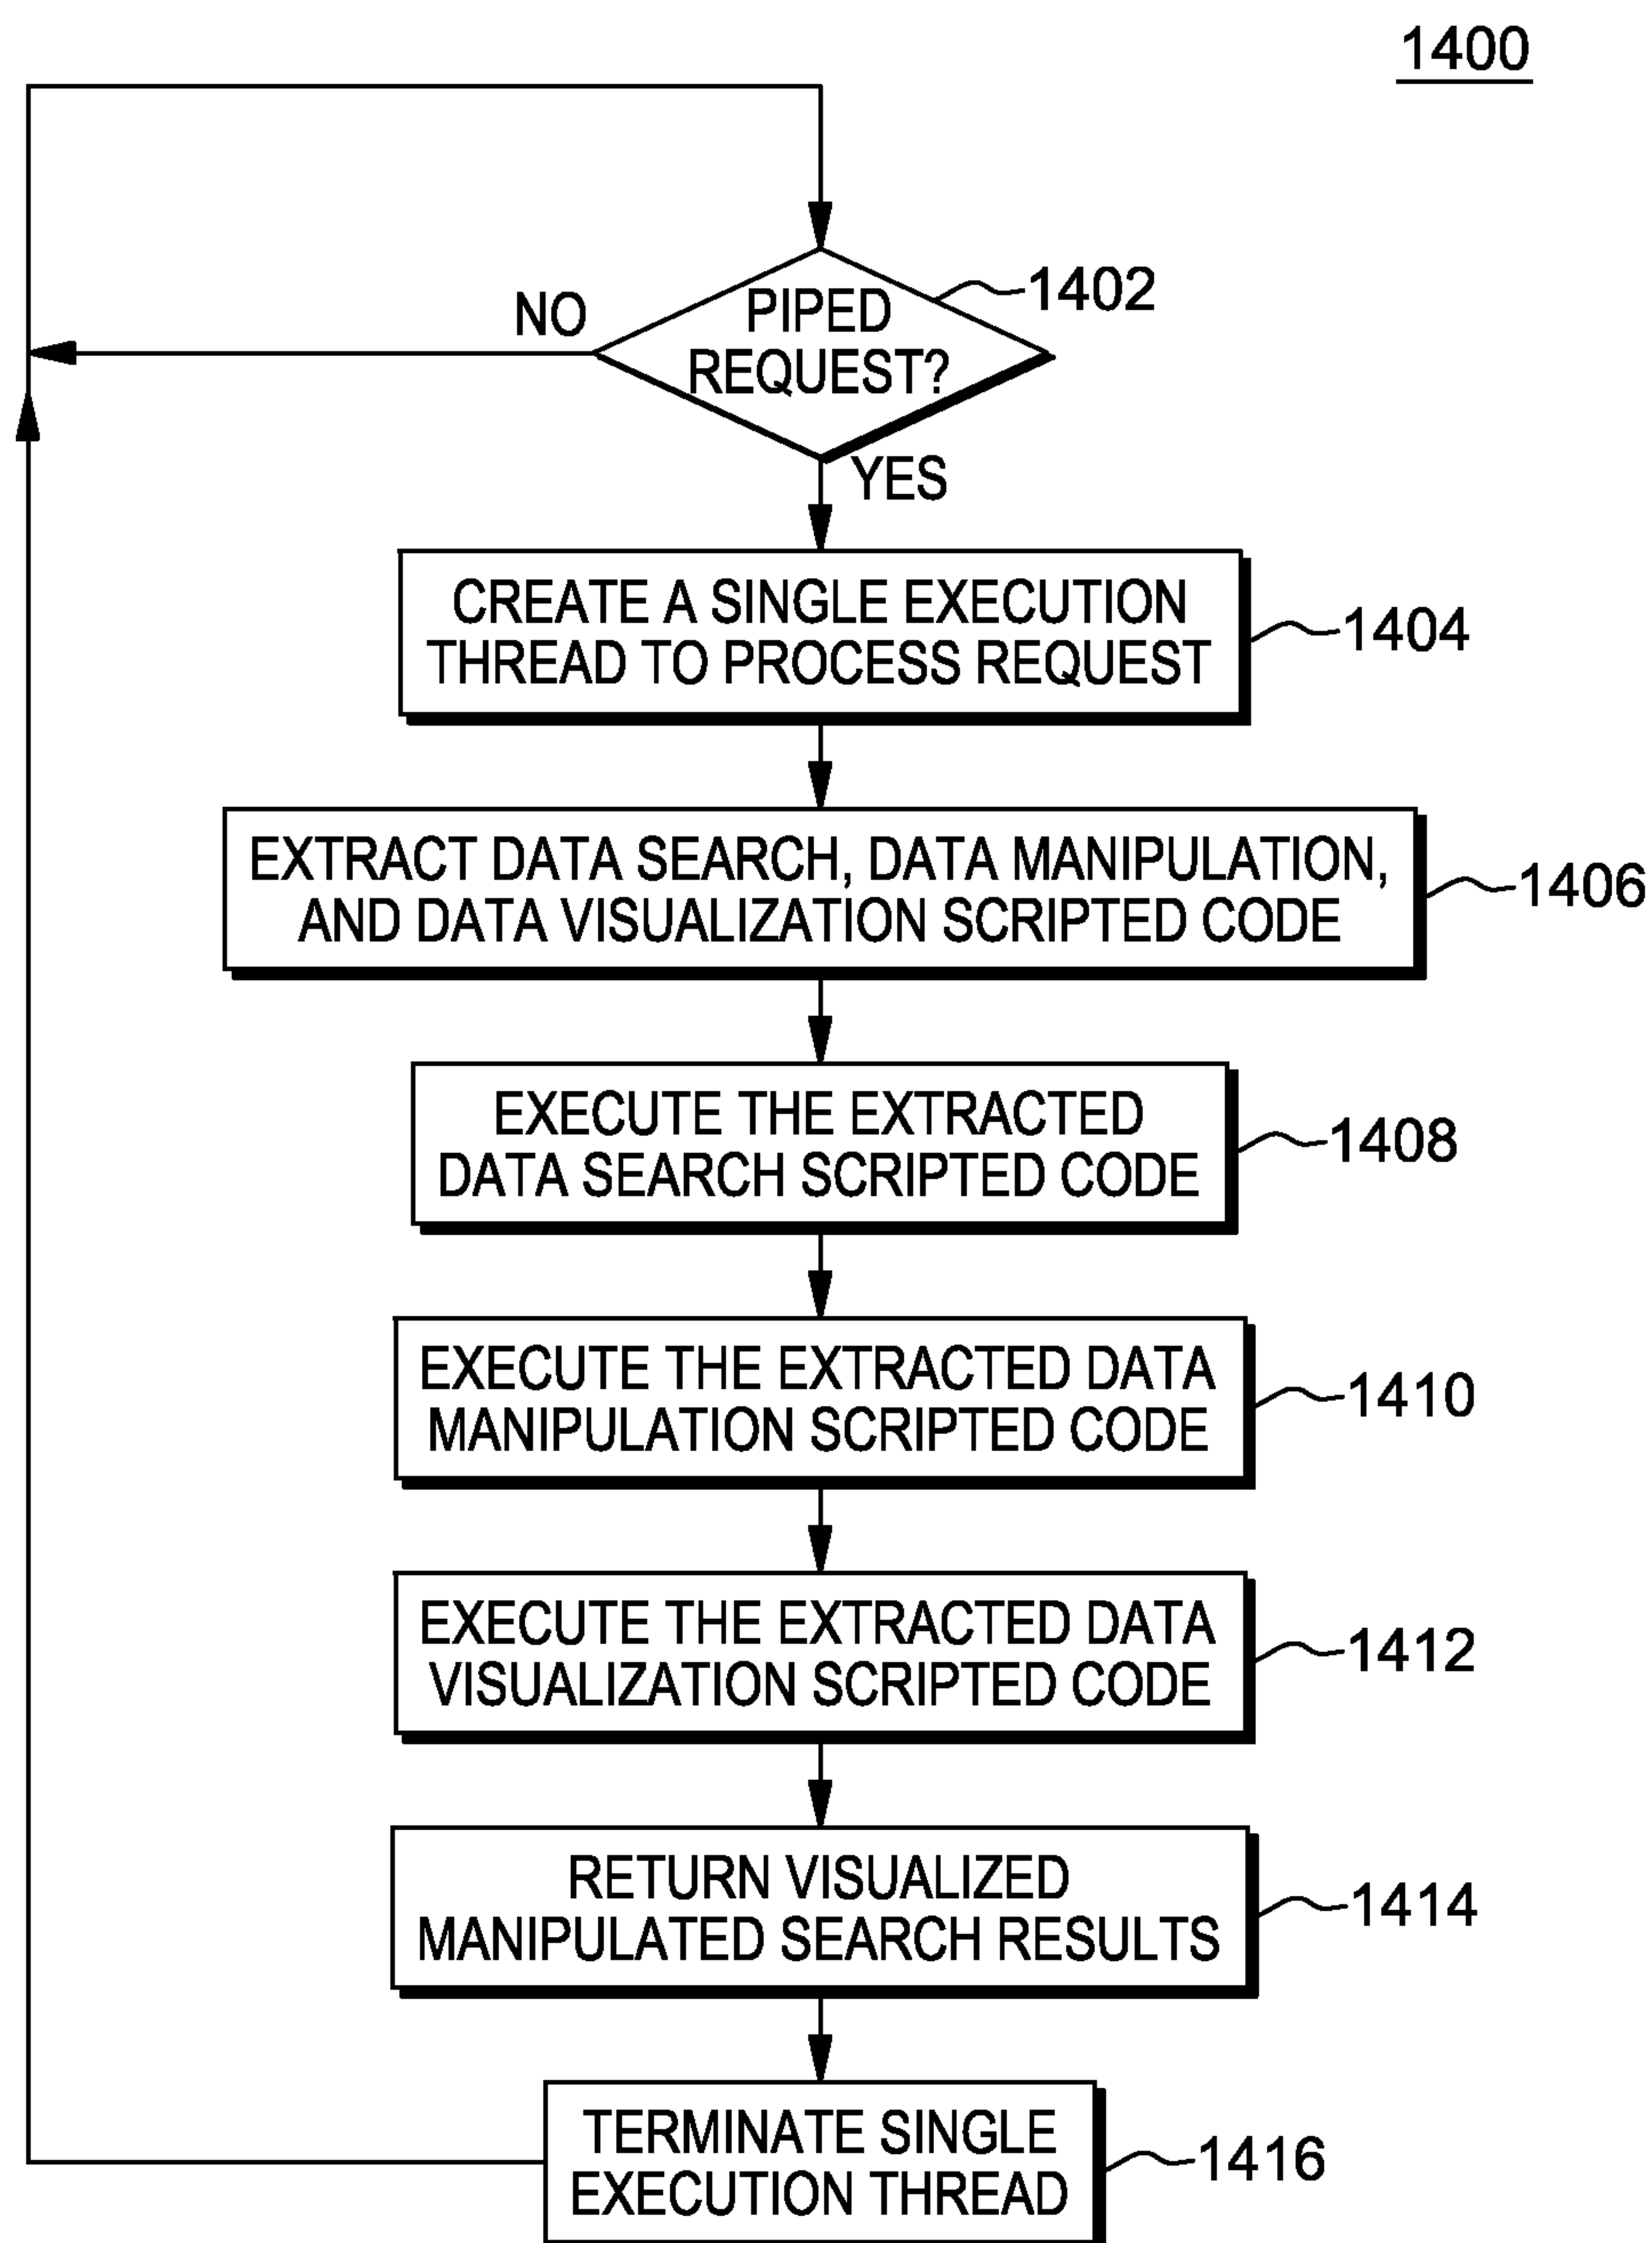 1400
PIPED
REQUEST?
1402
NO
YES
CREATE A SINGLE EXECUTION
THREAD TO PROCESS REQUEST
1404
EXTRACT DATA SEARCH, DATA MANIPULATION,
AND DATA VISUALIZATION SCRIPTED CODE
1406
EXECUTE THE EXTRACTED
DATA SEARCH SCRIPTED CODE
1408
EXECUTE THE EXTRACTED DATA
MANIPULATION SCRIPTED CODE
1410
EXECUTE THE EXTRACTED DATA
VISUALIZATION SCRIPTED CODE
1412
RETURN VISUALIZED
MANIPULATED SEARCH RESULTS
1414
TERMINATE SINGLE
EXECUTION THREAD
1416